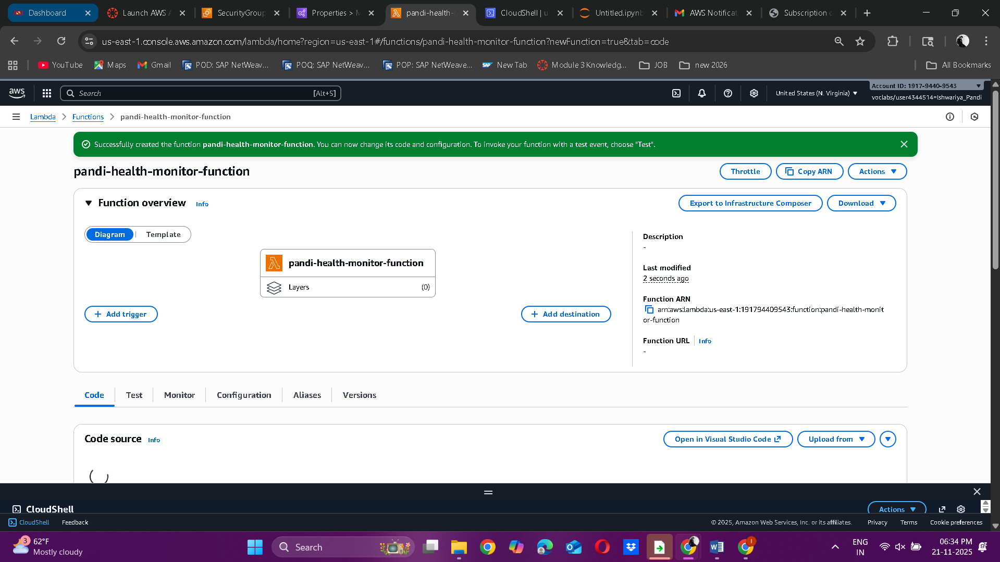 Dashboard
Launch AWS A
SecurityGroup
Properties > M
pandi-health-
CloudShell | u
Untitled.ipynb
AWS Notificat
Subscription c
us-east-1.console.aws.amazon.com/lambda/home?region=us-east-1#/functions/pandi-health-monitor-function?newFunction=true&tab=code
YouTube
Maps
Gmail
POD: SAP NetWeav...
POQ: SAP NetWeav...
POP: SAP NetWeave...
SAP
New Tab
Module 3 Knowledg...
JOB
new 2026
All Bookmarks
aws
Search
[Alt+S]
United States (N. Virginia)
Account ID: 1917-9440-9543
voclabs/user4344514=Ishwariya_Pandi
Lambda
Functions
pandi-health-monitor-function
Successfully created the function pandi-health-monitor-function. You can now change its code and configuration. To invoke your function with a test event, choose "Test".
pandi-health-monitor-function
Throttle
Copy ARN
Actions
Function overview
Info
Export to Infrastructure Composer
Download
Diagram
Template
pandi-health-monitor-function
Layers
(0)
Add trigger
Add destination
Description
-
Last modified
2 seconds ago
Function ARN
arn:aws:lambda:us-east-1:191794409543:function:pandi-health-monit
or-function
Function URL
Info
-
Code
Test
Monitor
Configuration
Aliases
Versions
Code source
Info
Open in Visual Studio Code
Upload from
CloudShell
Actions
CloudShell
Feedback
© 2025, Amazon Web Services, Inc. or its affiliates.
Privacy
Terms
Cookie preferences
3
62°F
Mostly cloudy
Search
ENG
IN
06:34 PM
21-11-2025